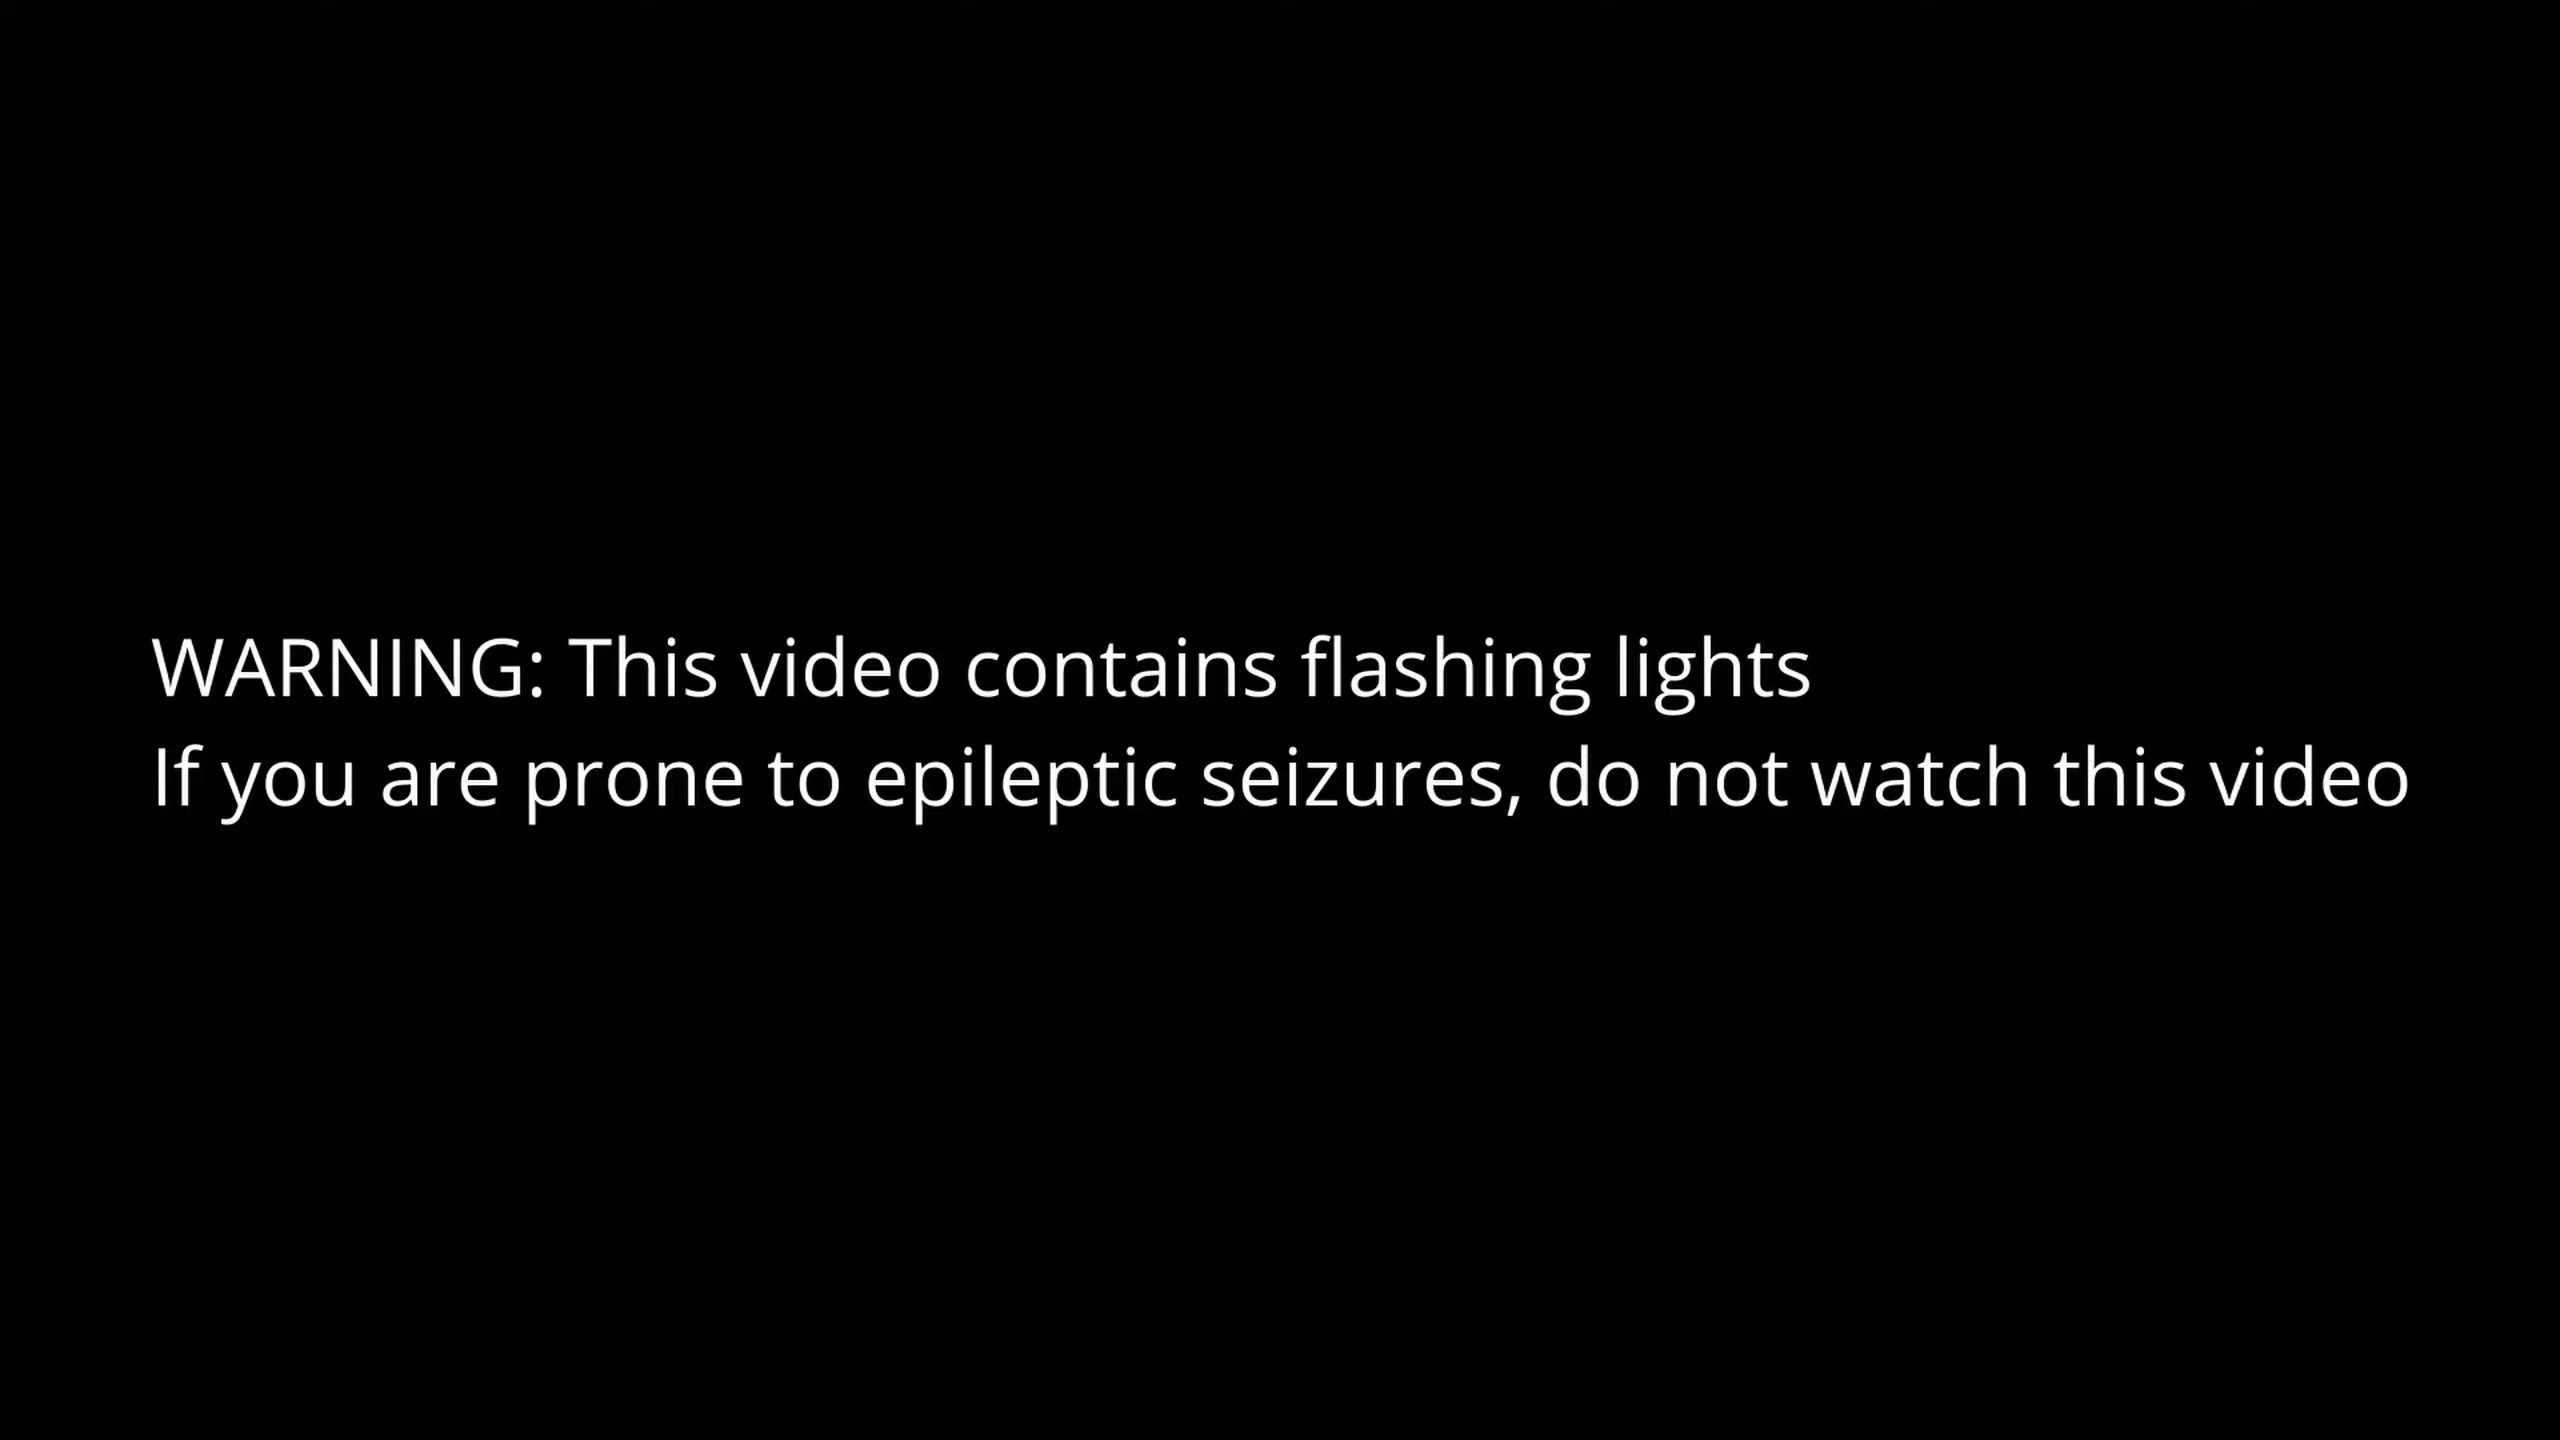 WARNING: This video contains flashing lights
If you are prone to epileptic seizures, do not watch this video